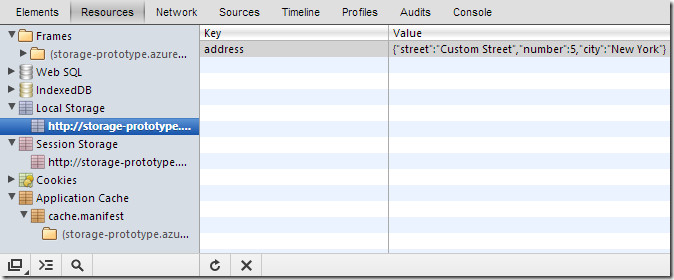 Elements Resources Network Sources Timeline Profiles Audits Console
Frames
(storage-prototype.azure...
Web SQL
IndexedDB
Local Storage
http://storage-prototype....
Session Storage
http://storage-prototype....
Cookies
Application Cache
cache.manifest
(storage-prototype.azu...
Key Value
address {"street":"Custom Street","number":5,"city":"New York"}